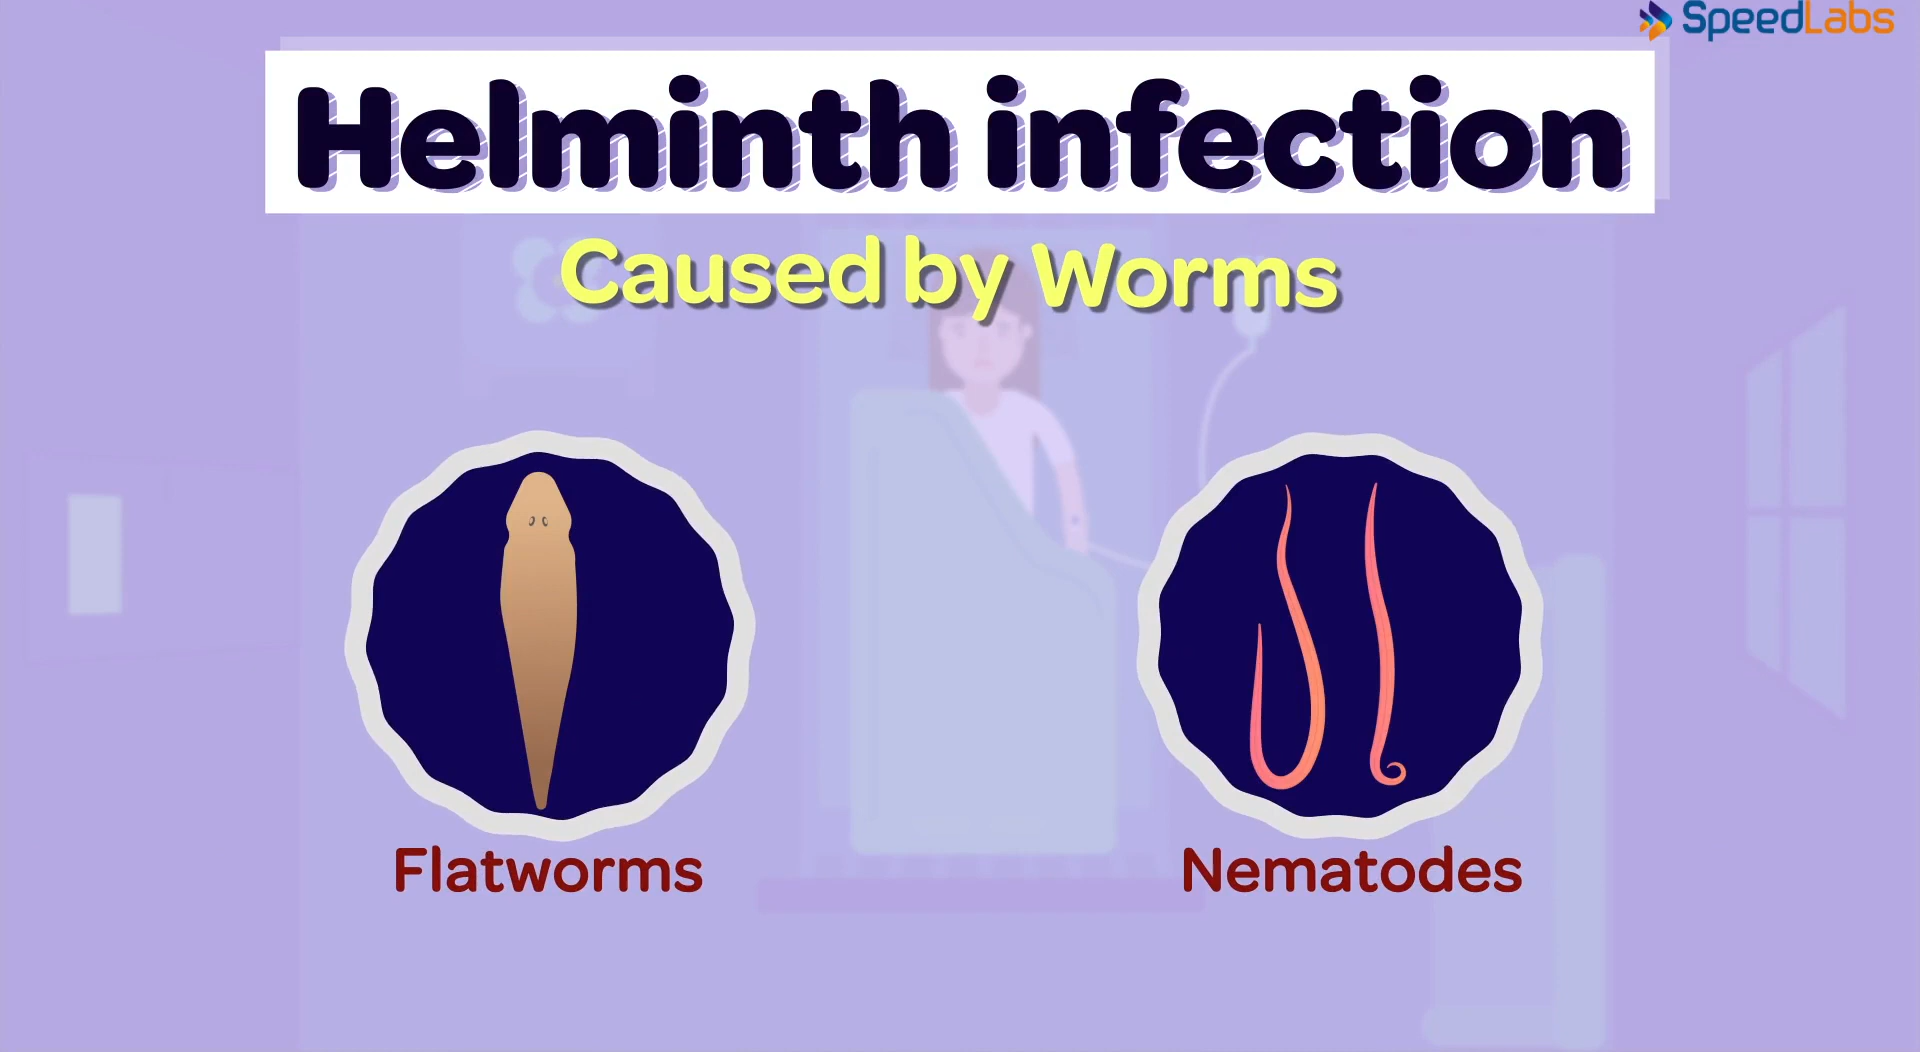 SpeedLabs
Helminth infection
Caused by Worms
Flatworms
Nematodes